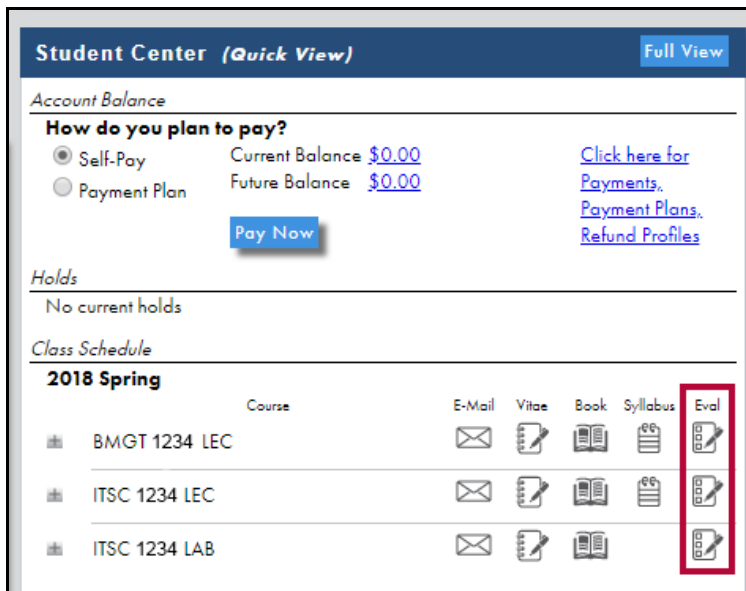 Student Center (Quick View) Full View
Account Balance
How do you plan to pay?
Self-Pay Current Balance $0.00 Click here for
Payment Plan Future Balance $0.00 Payments,
Payment Plans,
Pay Now Refund Profiles
Holds
No current holds
Class Schedule
2018 Spring
Course E-Mail Vitae Book Syllabus Eval
BMGT 1234 LEC
ITSC 1234 LEC
ITSC 1234 LAB